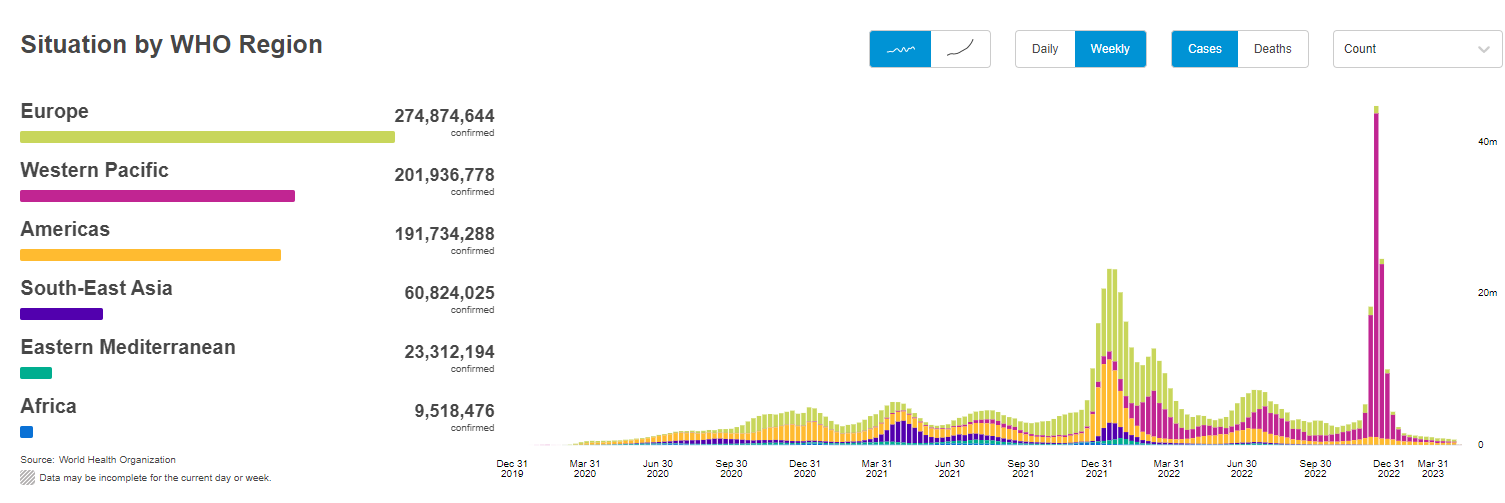 Situation by WHO Region
Daily
Weekly
Cases
Deaths
Count
Europe
274,874,644
confirmed
Western Pacific
201,936,778
confirmed
Americas
191,734,288
confirmed
South-East Asia
60,824,025
confirmed
Eastern Mediterranean
23,312,194
confirmed
Africa
9,518,476
confirmed
Source: World Health Organization
Data may be incomplete for the current day or week.
40m
20m
0
Dec 31
2019
Mar 31
2020
Jun 30
2020
Sep 30
2020
Dec 31
2020
Mar 31
2021
Jun 30
2021
Sep 30
2021
Dec 31
2021
Mar 31
2022
Jun 30
2022
Sep 30
2022
Dec 31
2022
Mar 31
2023